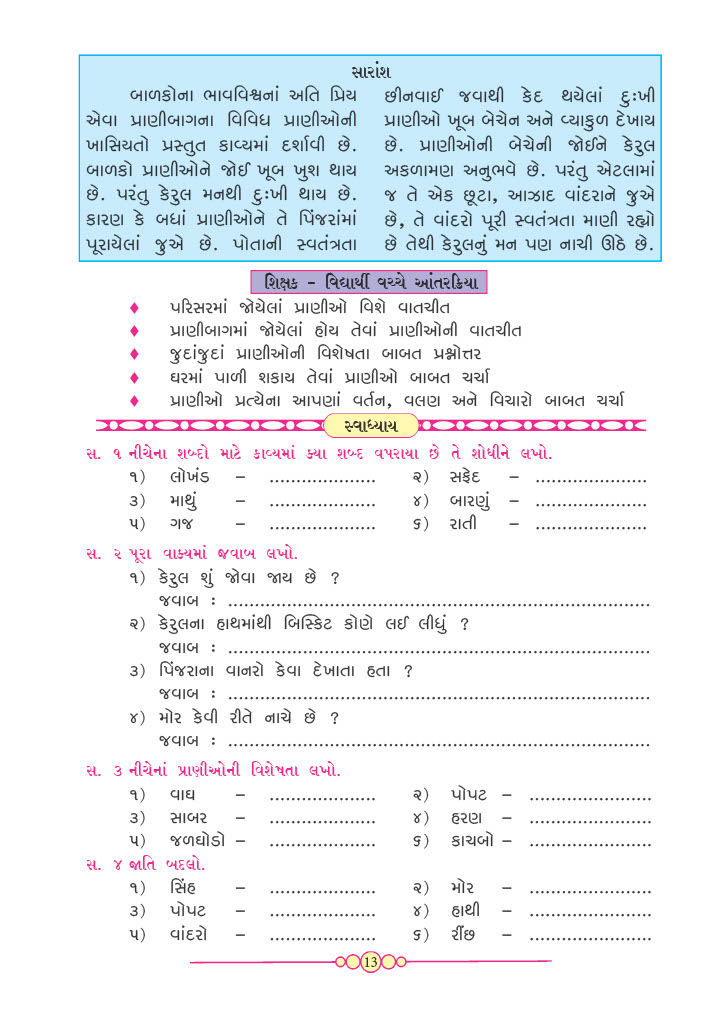 સારાંશ
બાળકોના ભાવવિશ્વનાં અતિ પ્રિય
એવા પ્રાણીબાગના વિવિધ પ્રાણીઓની
ખાસિયતો પ્રસ્તુત કાવ્યમાં દર્શાવી છે.
બાળકો પ્રાણીઓને જોઈ ખૂબ ખુશ થાય
છે. પરંતુ કેરુલ મનથી દુઃખી થાય છે.
કારણ કે બધાં પ્રાણીઓને તે પિંજરાંમાં
પૂરાયેલાં જુએ છે. પોતાની સ્વતંત્રતા
છીનવાઈ જવાથી કેદ થયેલાં દુઃખી
પ્રાણીઓ ખૂબ બેચેન અને વ્યાકુળ દેખાય
છે. પ્રાણીઓની બેચેની જોઈને કેરુલ
અકળામણ અનુભવે છે. પરંતુ એટલામાં
જ તે એક છૂટા, આઝાદ વાંદરાને જુએ
છે, તે વાંદરો પૂરી સ્વતંત્રતા માણી રહ્યો
છે તેથી કેરુલનું મન પણ નાચી ઊઠે છે.
શિક્ષક - વિદ્યાર્થી વચ્ચે આંતરક્રિયા
♦ પરિસરમાં જોયેલાં પ્રાણીઓ વિશે વાતચીત
♦ પ્રાણીબાગમાં જોયેલાં હોય તેવાં પ્રાણીઓની વાતચીત
♦ જુદાંજુદાં પ્રાણીઓની વિશેષતા બાબત પ્રશ્નોત્તર
♦ ઘરમાં પાળી શકાય તેવાં પ્રાણીઓ બાબત ચર્ચા
♦ પ્રાણીઓ પ્રત્યેના આપણાં વર્તન, વલણ અને વિચારો બાબત ચર્ચા
સ્વાધ્યાય
સ. ૧ નીચેના શબ્દો માટે કાવ્યમાં ક્યા શબ્દ વપરાયા છે તે શોધીને લખો.
૧) લોખંડ – .................... ૨) સફેદ – .....................
૩) માથું – .................... ૪) બારણું – .....................
૫) ગજ – .................... ૬) રાતી – .....................
સ. ૨ પૂરા વાક્યમાં જવાબ લખો.
૧) કેરુલ શું જોવા જાય છે ?
જવાબ : ................................................................................
૨) કેરુલના હાથમાંથી બિસ્કિટ કોણે લઈ લીધું ?
જવાબ : ................................................................................
૩) પિંજરાના વાનરો કેવા દેખાતા હતા ?
જવાબ : ................................................................................
૪) મોર કેવી રીતે નાચે છે ?
જવાબ : ................................................................................
સ. ૩ નીચેનાં પ્રાણીઓની વિશેષતા લખો.
૧) વાઘ – .................... ૨) પોપટ – .......................
૩) સાબર – .................... ૪) હરણ – .......................
૫) જળઘોડો – .................... ૬) કાચબો – .......................
સ. ૪ જાતિ બદલો.
૧) સિંહ – .................... ૨) મોર – .......................
૩) પોપટ – .................... ૪) હાથી – .......................
૫) વાંદરો – .................... ૬) રીંછ – .......................
13